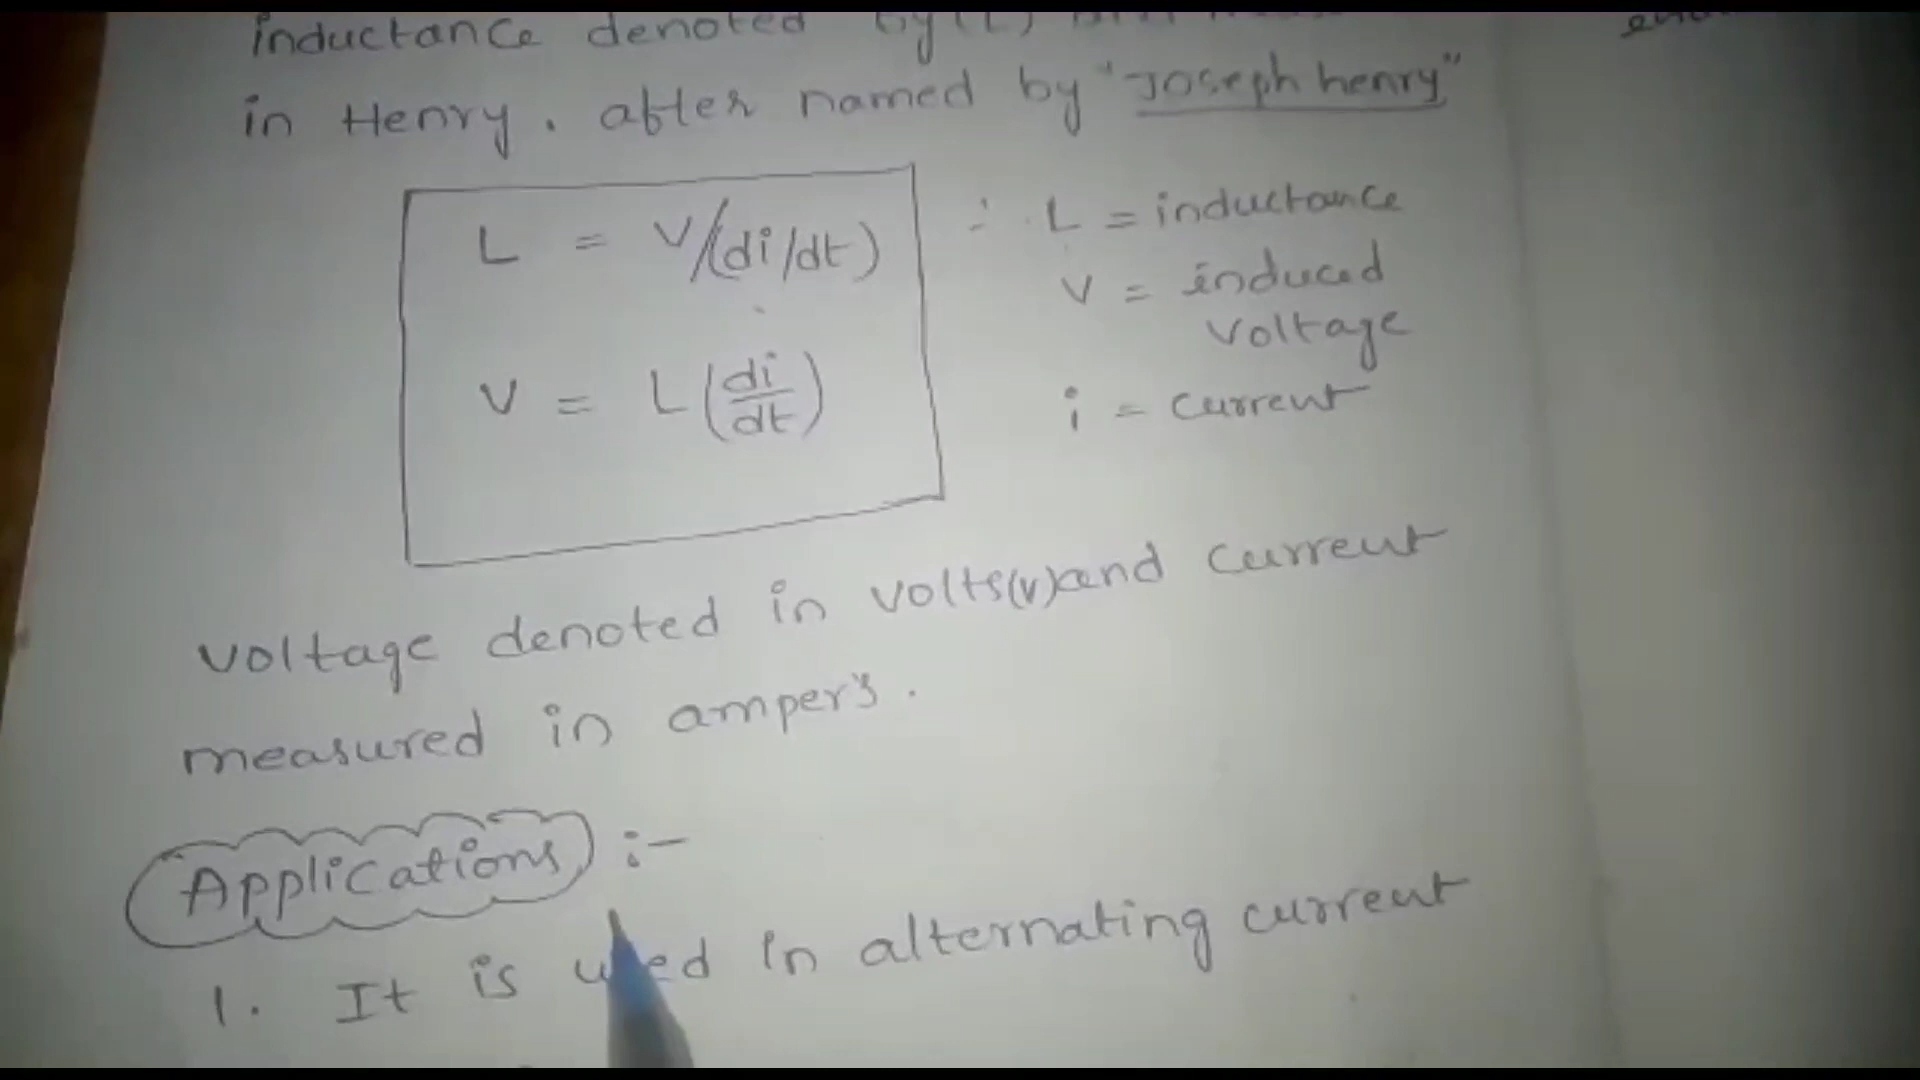 inductance denoted by (L)
in Henry. after named by "Joseph henry"
L = V/(di/dt)
∴ L = inductance
V = induced
voltage
V = L(di/dt)
i = current
voltage denoted in volts(v)and current
measured in amper's.
Applications :-
1. It is used in alternating current